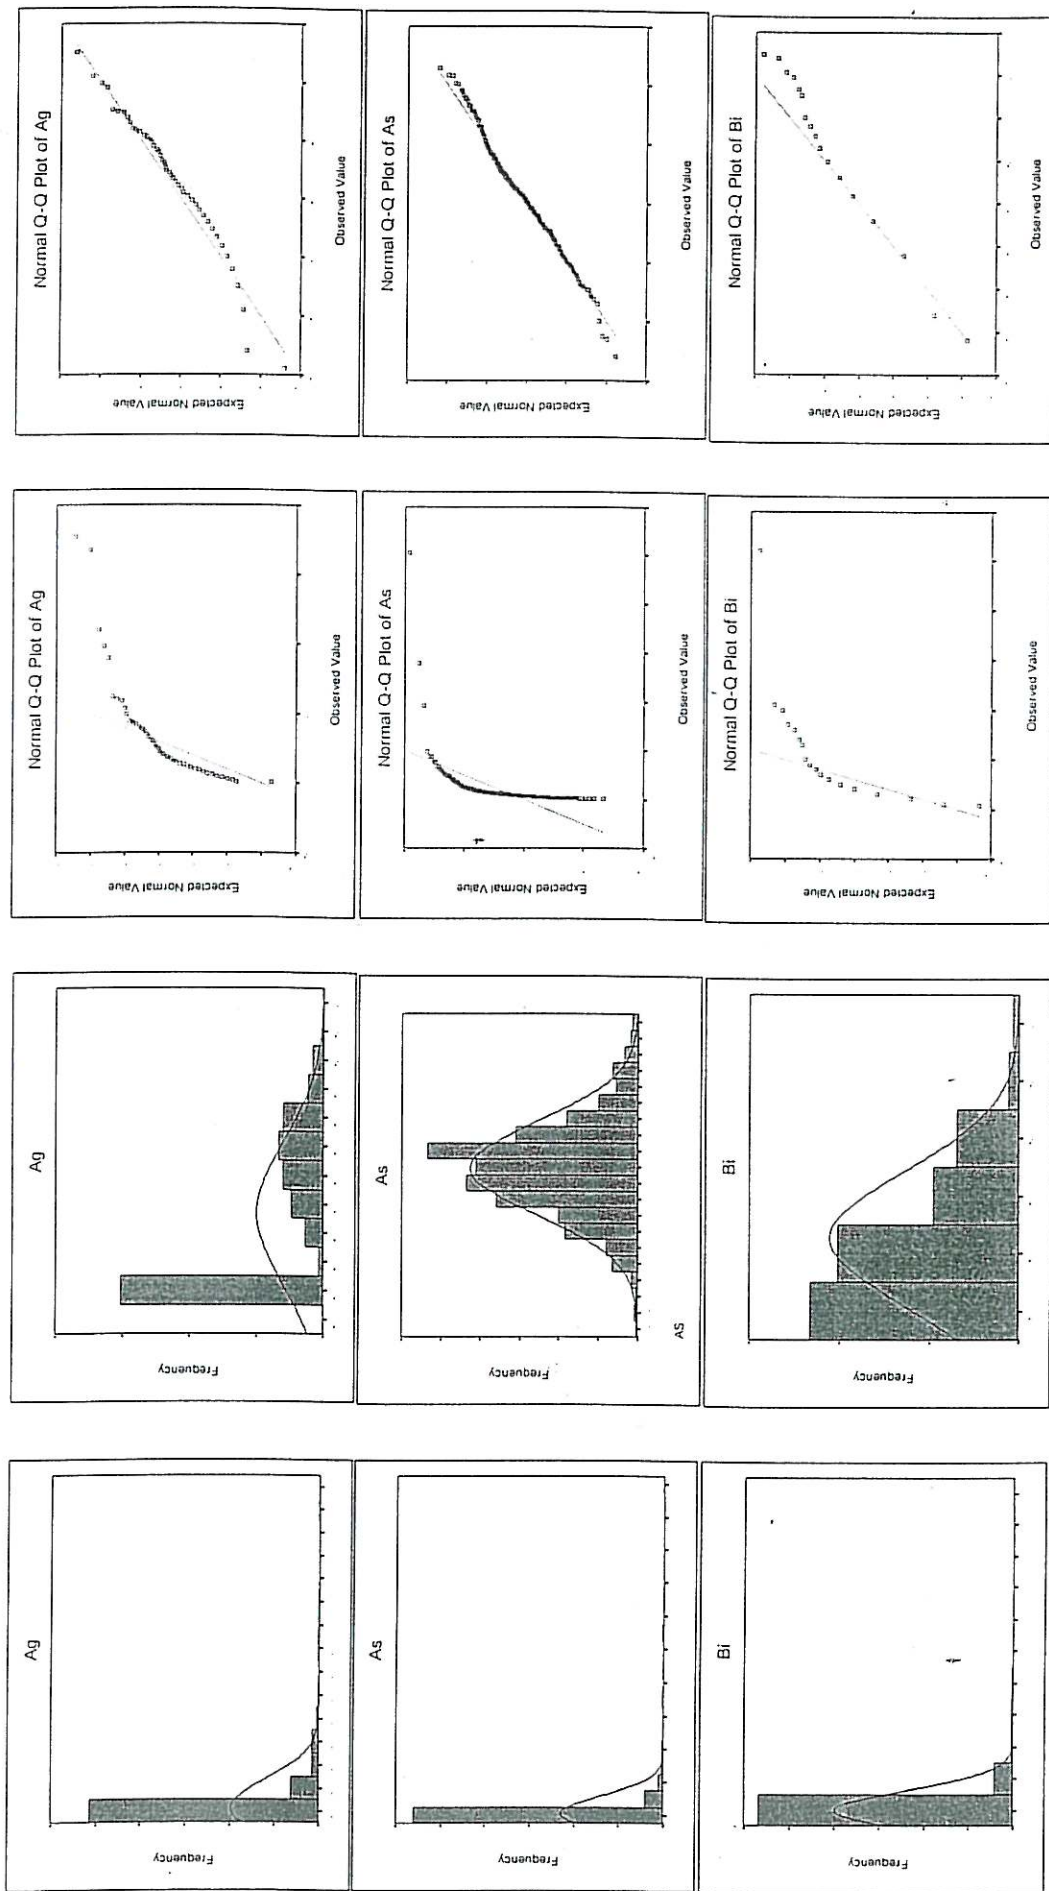 Ag
Frequency
Ag
Frequency
Normal Q-Q Plot of Ag
Expected Normal Value
Observed Value
Normal Q-Q Plot of Ag
Expected Normal Value
Observed Value
As
Frequency
As
Frequency
AS
Normal Q-Q Plot of As
Expected Normal Value
Observed Value
Normal Q-Q Plot of As
Expected Normal Value
Observed Value
Bi
Frequency
Bi
Frequency
Normal Q-Q Plot of Bi
Expected Normal Value
Observed Value
Normal Q-Q Plot of Bi
Expected Normal Value
Observed Value